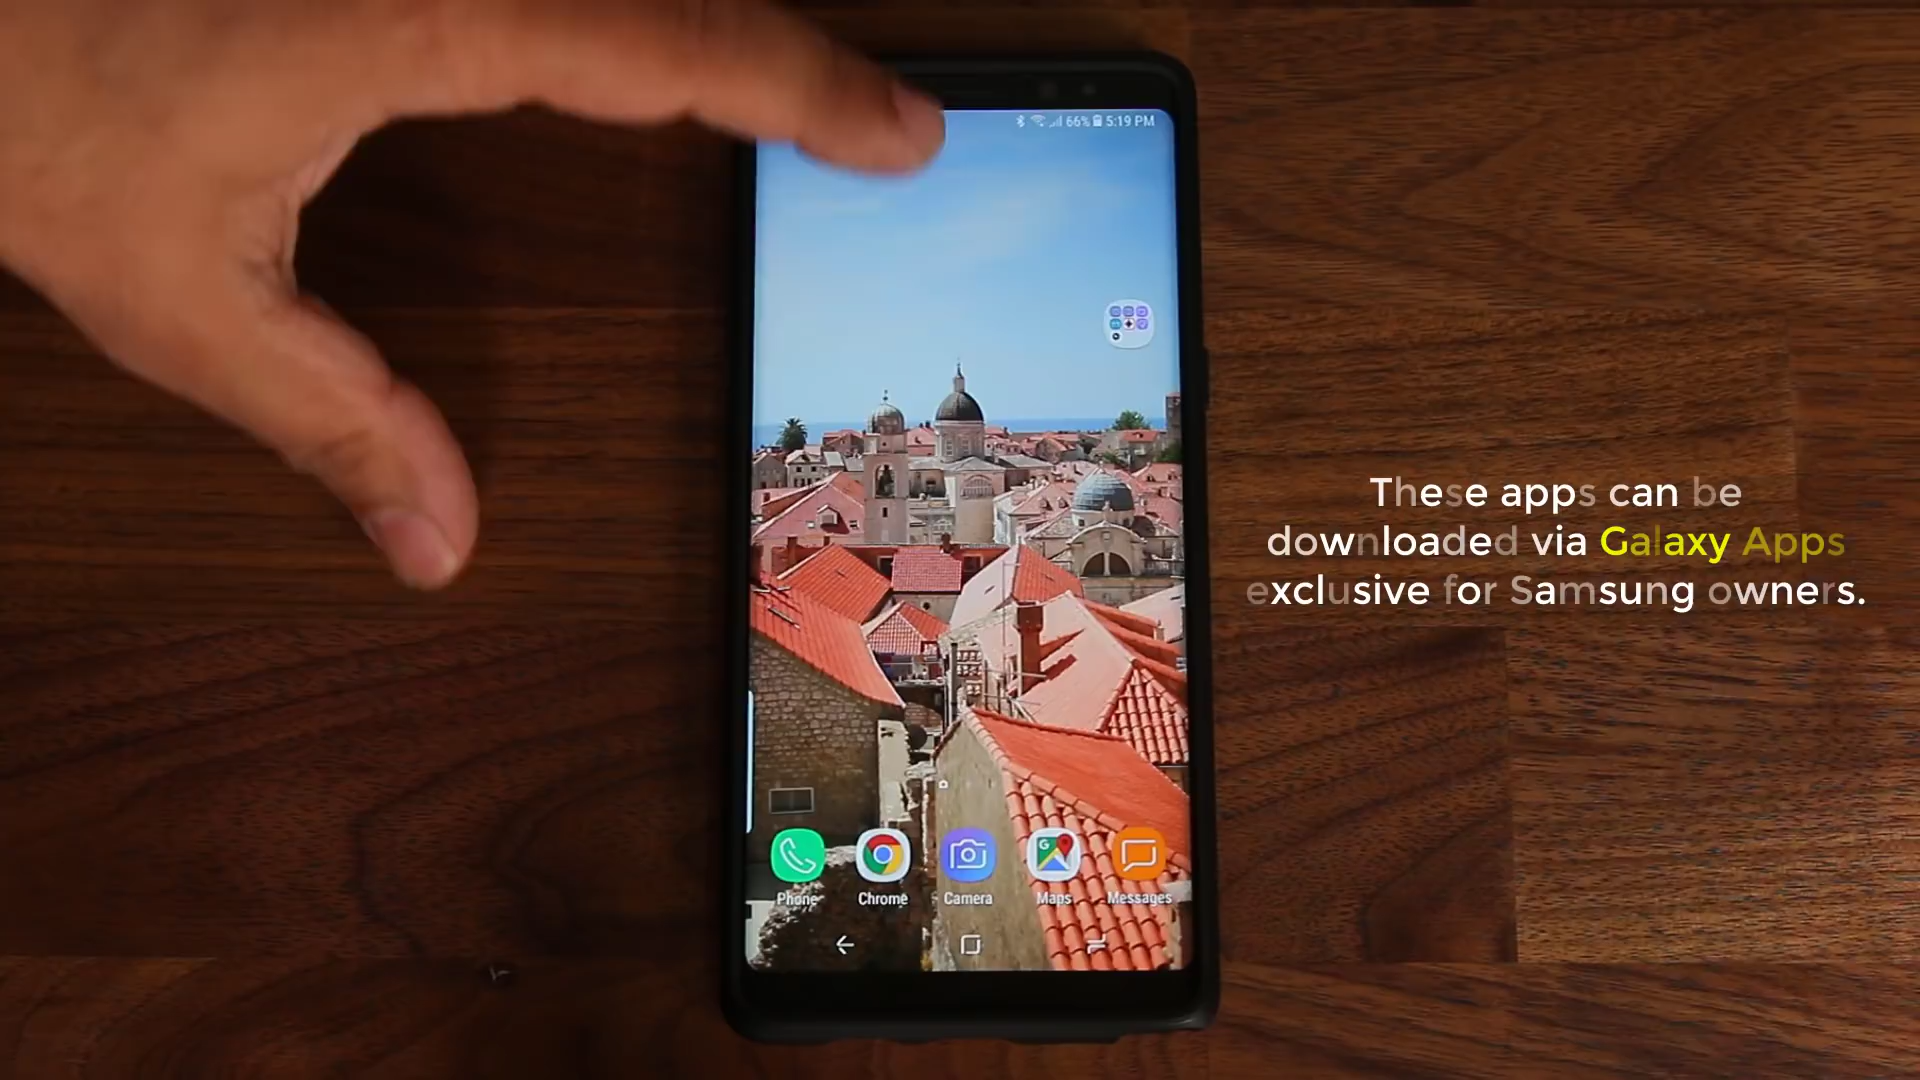 66% 5:19 PM
These apps can be
downloaded via Galaxy Apps
exclusive for Samsung owners.
Phone Chrome Camera Maps Messages